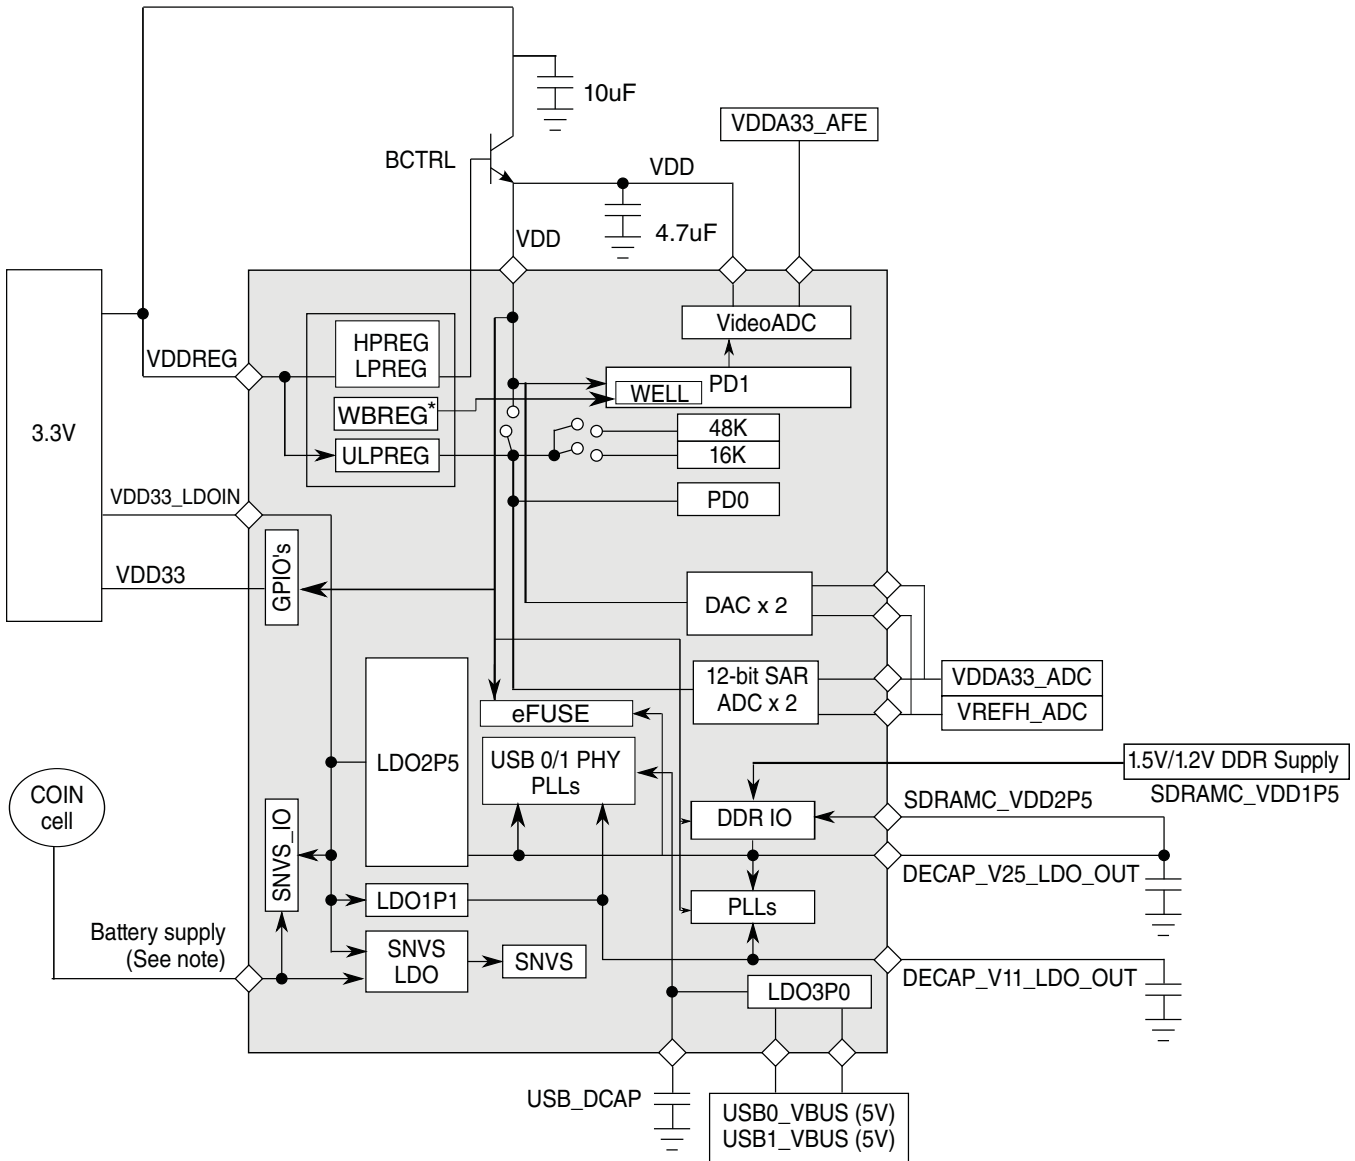 10uF
VDDA33_AFE
BCTRL
VDD
4.7uF
VDD
VideoADC
HPREG
LPREG
VDDREG
PD1
WELL
WBREG*
3.3V
48K
ULPREG
16K
VDD33_LDOIN
PD0
GPIO's
VDD33
DAC x 2
12-bit SAR
ADC x 2
VDDA33_ADC
VREFH_ADC
eFUSE
LDO2P5
USB 0/1 PHY
PLLs
1.5V/1.2V DDR Supply
SDRAMC_VDD1P5
COIN
cell
SDRAMC_VDD2P5
DDR IO
SNVS_IO
DECAP_V25_LDO_OUT
LDO1P1
PLLs
Battery supply
(See note)
SNVS
LDO
SNVS
DECAP_V11_LDO_OUT
LDO3P0
USB_DCAP
USB0_VBUS (5V)
USB1_VBUS (5V)